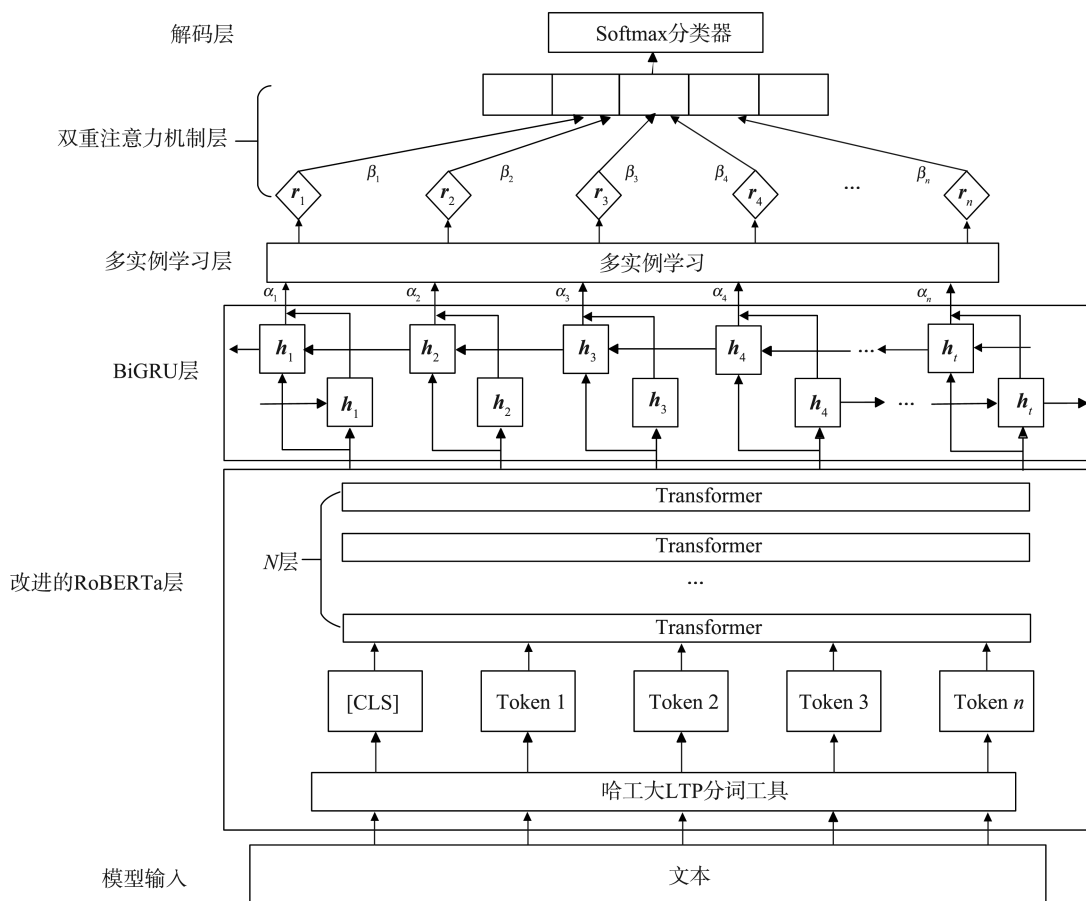 解码层
Softmax分类器
双重注意力机制层
β1 β2 β3 β4 βn
r1 r2 r3 r4 ... rn
多实例学习层
多实例学习
α1 α2 α3 α4 αn
h1 h2 h3 h4 ... ht
BiGRU层
h1 h2 h3 h4 ... ht
Transformer
N层
Transformer
...
改进的RoBERTa层
Transformer
[CLS] Token 1 Token 2 Token 3 Token n
哈工大LTP分词工具
模型输入
文本